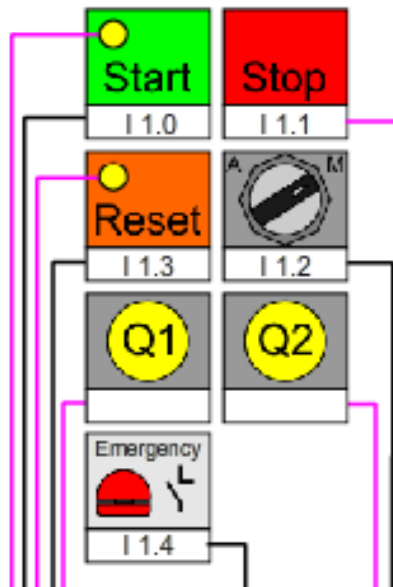 Start
Stop
I 1.0
I 1.1
Reset
A
M
I 1.3
I 1.2
Q1
Q2
Emergency
I 1.4